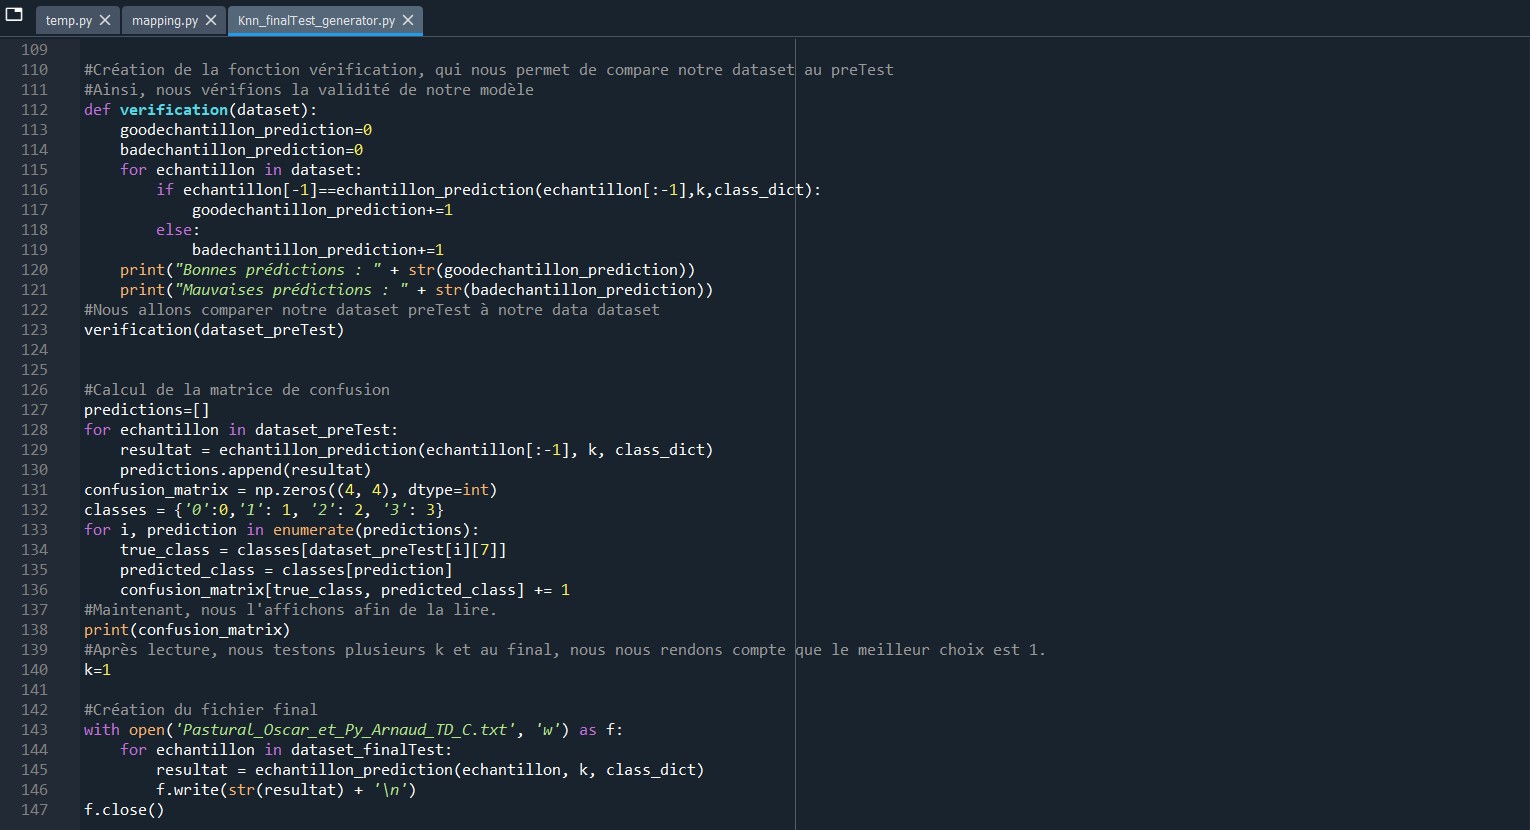 temp.py mapping.py Knn_finalTest_generator.py
109
110 #Création de la fonction vérification, qui nous permet de compare notre dataset au preTest
111 #Ainsi, nous vérifions la validité de notre modèle
112 def verification(dataset):
113     goodechantillon_prediction=0
114     badechantillon_prediction=0
115     for echantillon in dataset:
116         if echantillon[-1]==echantillon_prediction(echantillon[:-1],k,class_dict):
117             goodechantillon_prediction+=1
118         else:
119             badechantillon_prediction+=1
120     print("Bonnes prédictions : " + str(goodechantillon_prediction))
121     print("Mauvaises prédictions : " + str(badechantillon_prediction))
122 #Nous allons comparer notre dataset preTest à notre data dataset
123 verification(dataset_preTest)
124
125
126 #Calcul de la matrice de confusion
127 predictions=[]
128 for echantillon in dataset_preTest:
129     resultat = echantillon_prediction(echantillon[:-1], k, class_dict)
130     predictions.append(resultat)
131 confusion_matrix = np.zeros((4, 4), dtype=int)
132 classes = {'0':0,'1': 1, '2': 2, '3': 3}
133 for i, prediction in enumerate(predictions):
134     true_class = classes[dataset_preTest[i][7]]
135     predicted_class = classes[prediction]
136     confusion_matrix[true_class, predicted_class] += 1
137 #Maintenant, nous l'affichons afin de la lire.
138 print(confusion_matrix)
139 #Après lecture, nous testons plusieurs k et au final, nous nous rendons compte que le meilleur choix est 1.
140 k=1
141
142 #Création du fichier final
143 with open('Pastural_Oscar_et_Py_Arnaud_TD_C.txt', 'w') as f:
144     for echantillon in dataset_finalTest:
145         resultat = echantillon_prediction(echantillon, k, class_dict)
146         f.write(str(resultat) + '\n')
147 f.close()